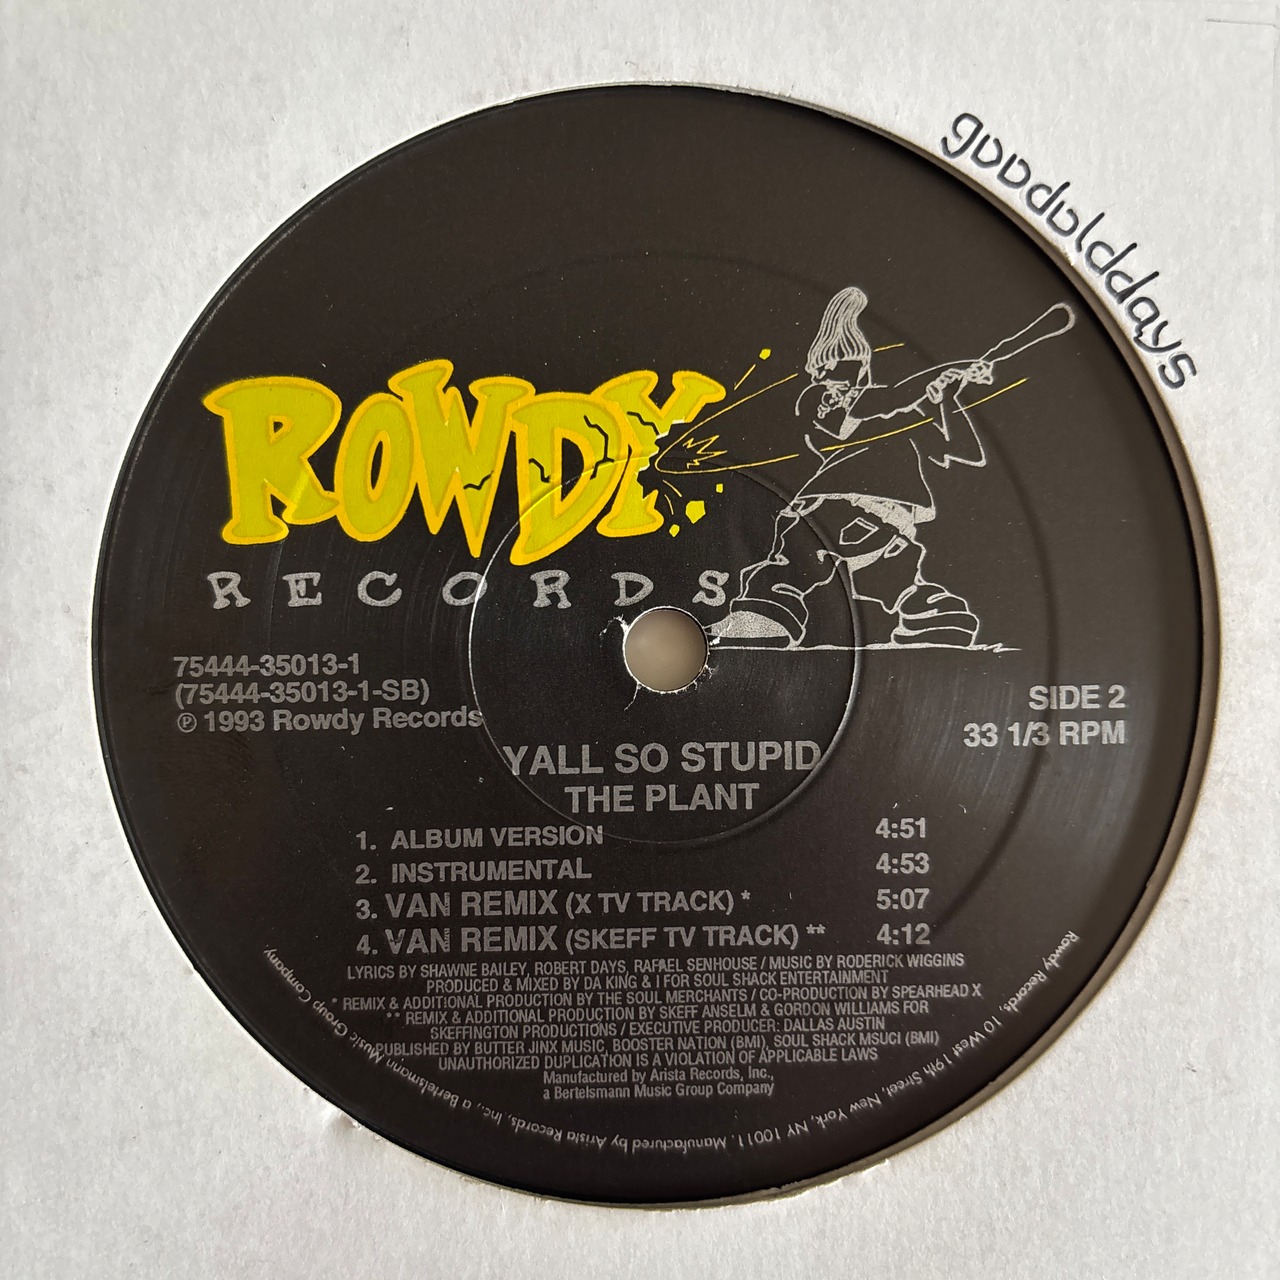 goodolddays
ROWDY
RECORDS
75444-35013-1
(75444-35013-1-SB)
℗ 1993 Rowdy Records
SIDE 2
33 1/3 RPM
YALL SO STUPID
THE PLANT
1. ALBUM VERSION 4:51
2. INSTRUMENTAL 4:53
3. VAN REMIX (X TV TRACK) * 5:07
4. VAN REMIX (SKEFF TV TRACK) ** 4:12
LYRICS BY SHAWNE BAILEY, ROBERT DAYS, RAFAEL SENHOUSE / MUSIC BY RODERICK WIGGINS
PRODUCED & MIXED BY DA KING & I FOR SOUL SHACK ENTERTAINMENT
* REMIX & ADDITIONAL PRODUCTION BY THE SOUL MERCHANTS / CO-PRODUCTION BY SPEARHEAD X
** REMIX & ADDITIONAL PRODUCTION BY SKEFF ANSELM & GORDON WILLIAMS FOR
SKEFFINGTON PRODUCTIONS / EXECUTIVE PRODUCER: DALLAS AUSTIN
PUBLISHED BY BUTTER JINX MUSIC, BOOSTER NATION (BMI), SOUL SHACK MSUCI (BMI)
UNAUTHORIZED DUPLICATION IS A VIOLATION OF APPLICABLE LAWS
Manufactured by Arista Records, Inc.,
a Bertelsmann Music Group Company
Rowdy Records, 10 West 19th Street, New York, NY 10011. Manufactured by Arista Records, Inc., a Bertelsmann Music Group Company